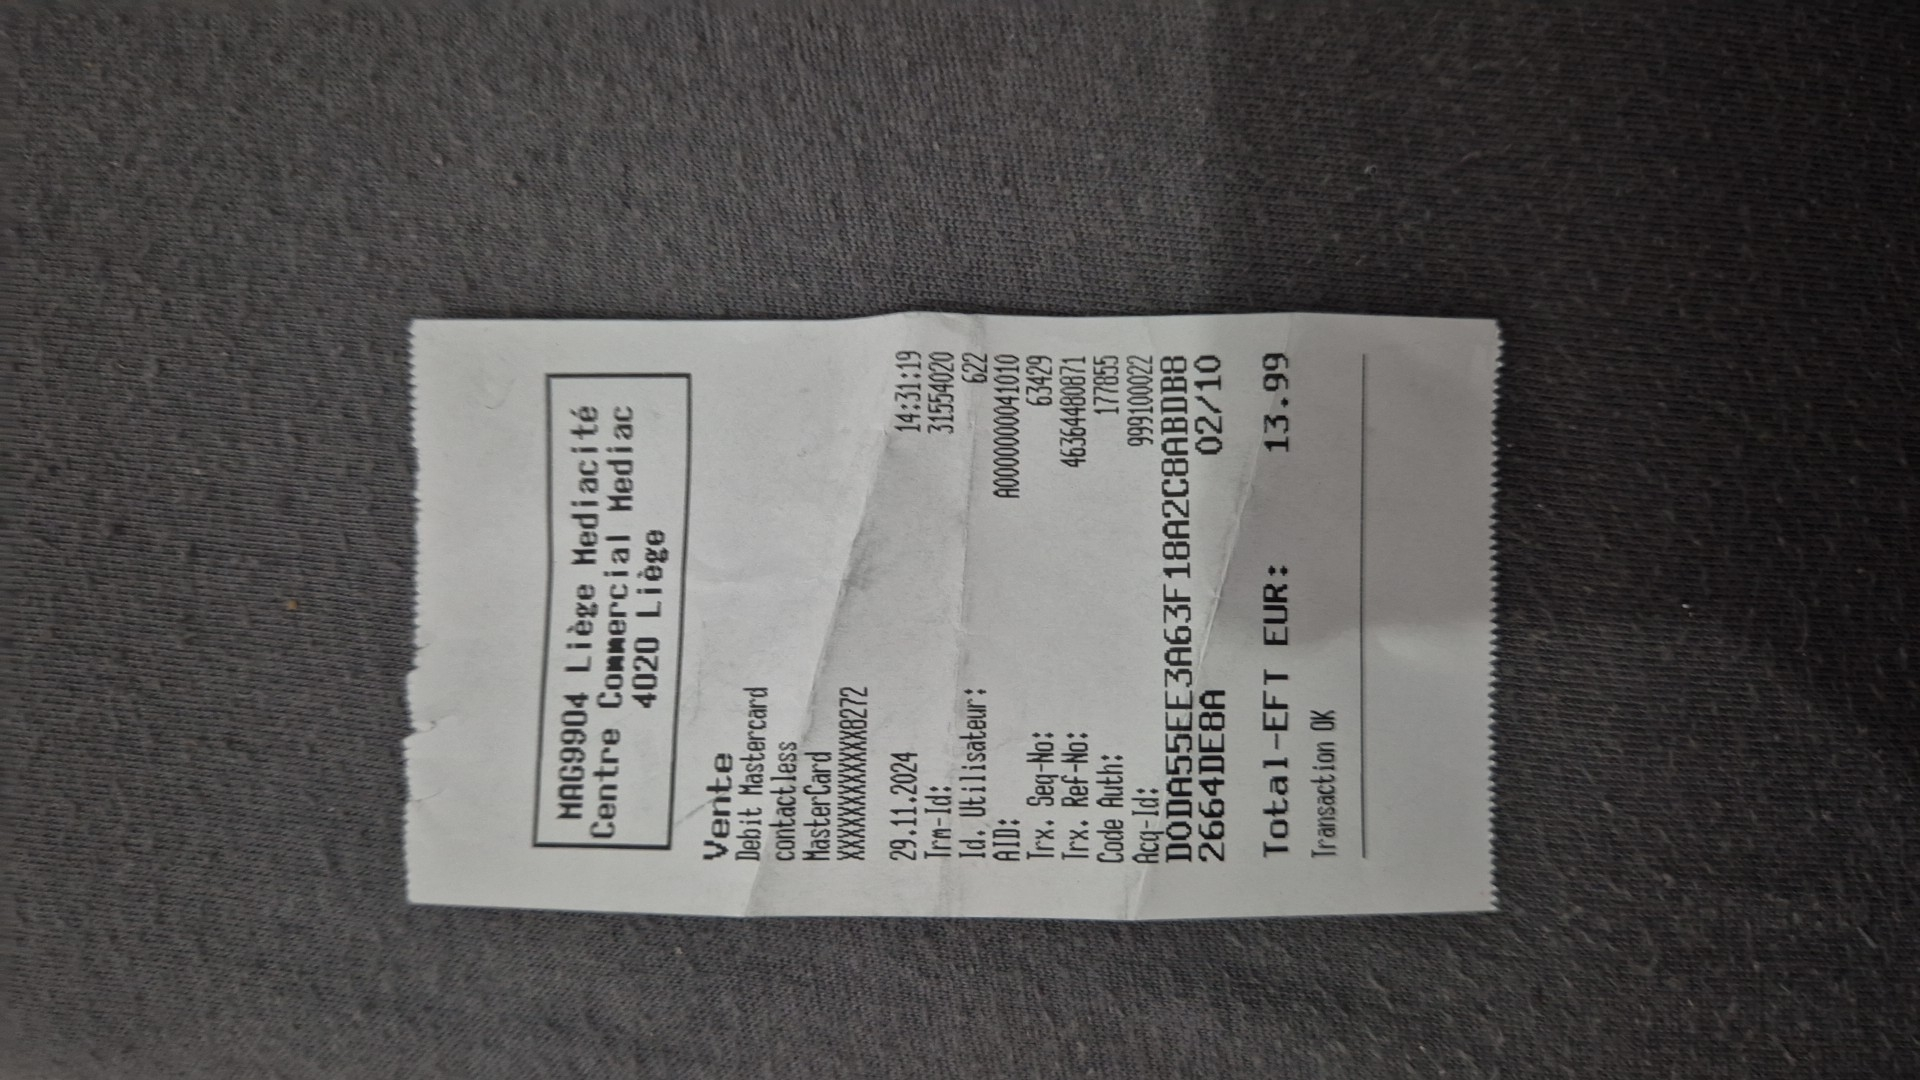 MAG9904 Liège Mediacité
Centre Commercial Mediac
4020 Liège
Vente
Debit Mastercard
contactless
MasterCard
XXXXXXXXXXXX8272
29.11.2024 14:31:19
Trm-Id: 31554020
Id. Utilisateur: 622
AID: A0000000041010
Trx. Seq-No: 63429
Trx. Ref-No: 46364480871
Code Auth: 177855
Acq-Id: 999100022
D0DA55EE3A63F18A2C8ABDB8
2664DE8A 02/10
Total-EFT EUR: 13.99
Transaction OK